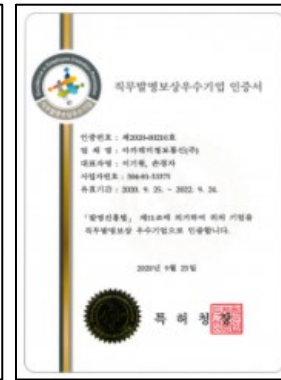 직무발명보상우수기업 인증서
인증번호 : 제2020-80210호
업 체 명 : 아카데미정보통신(주)
대표자명 : 이기원, 손정자
사업자번호 : 504-81-53575
유효기간 : 2020. 9. 25. ~ 2022. 9. 24.
「발명진흥법」 제11조에 의거하여 위의 기업을
직무발명보상 우수기업으로 인증합니다.
2020년 9월 25일
특 허 청 장